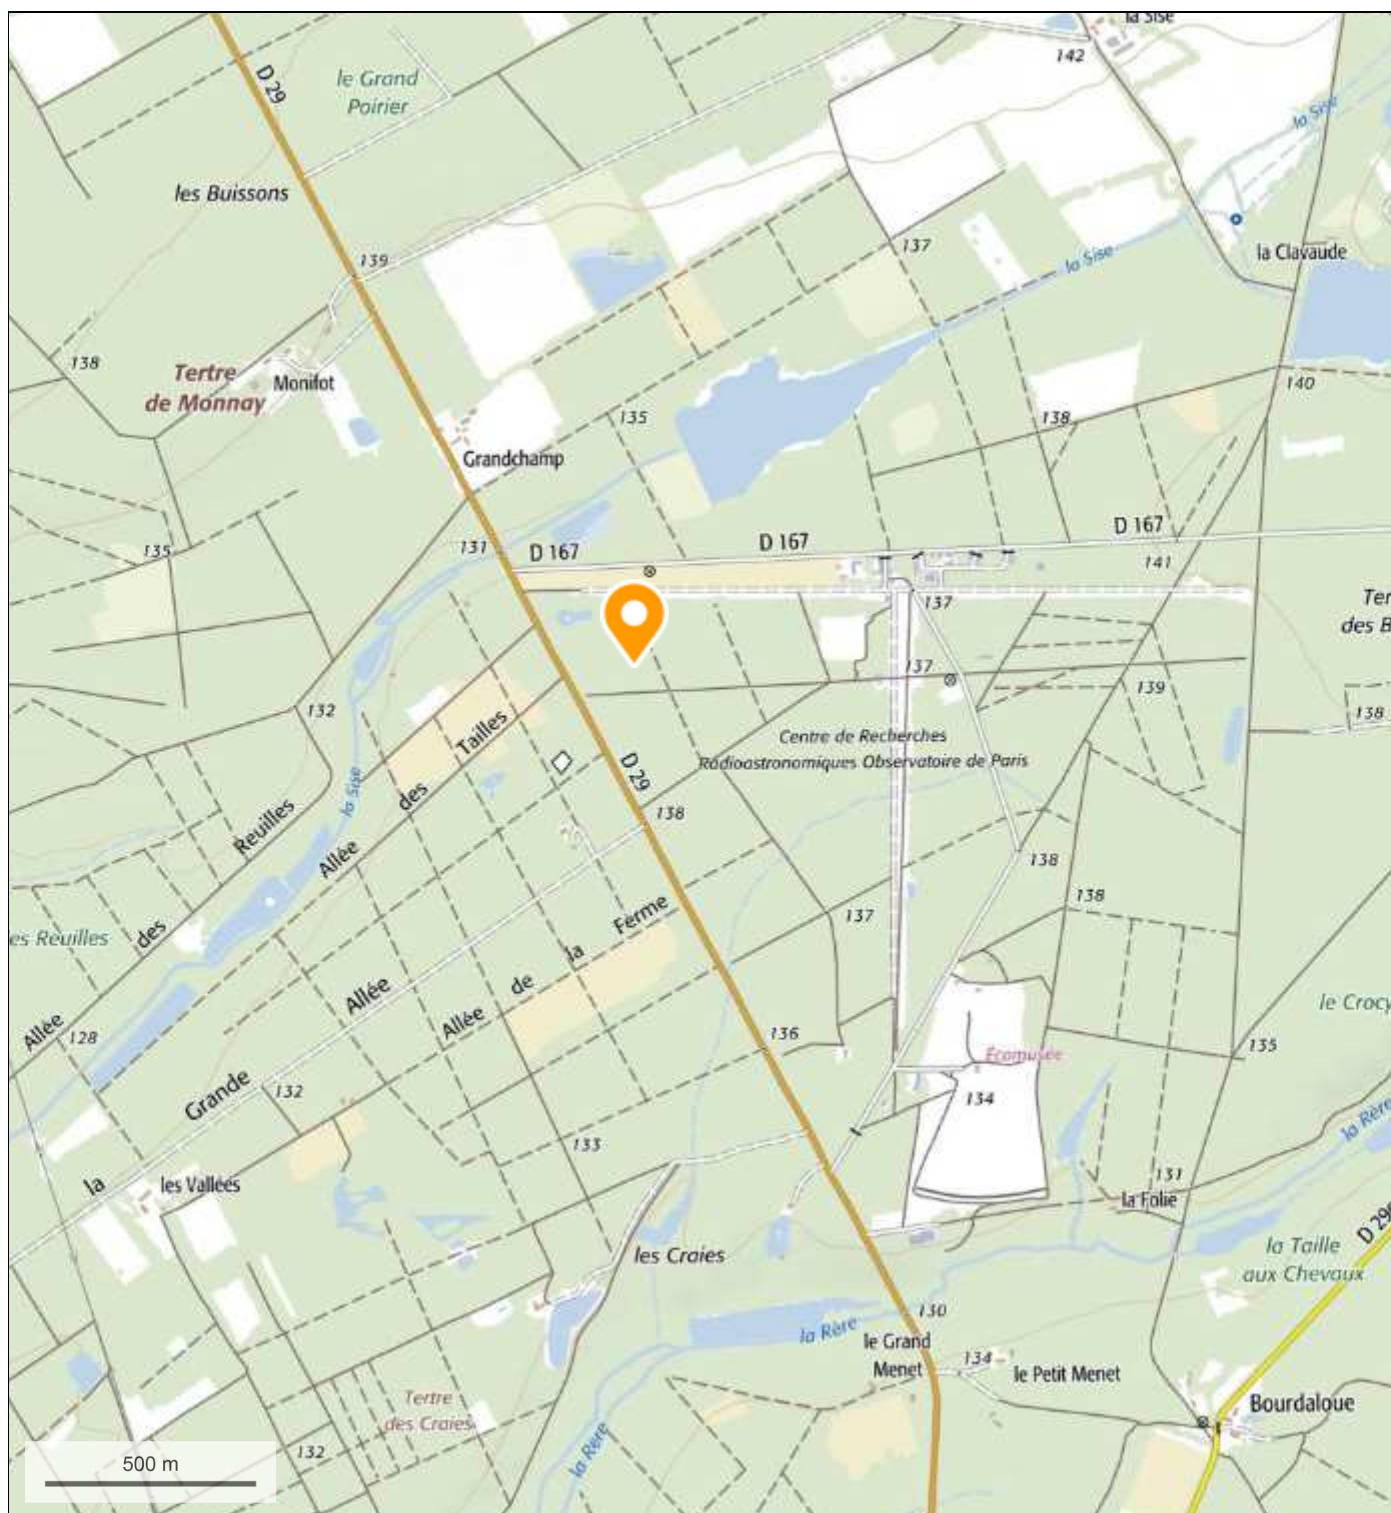 la Sise
142
D 29
le Grand
Poirier
la Sise
les Buissons
139
137
la Sise
la Clavaude
138
Tertre
de Monnay
Monifot
140
135
138
Grandchamp
135
131
D 167
D 167
D 167
141
137
Ter
des B
137
139
132
138
Allée des Tailles
Centre de Recherches
Radioastronomiques Observatoire de Paris
D 29
la Sise
138
Allée des Reuilles
138
138
137
es Reuilles
Allée de la Ferme
la Grande Allée
le Crocy
128
136
135
Écomusée
132
134
la Rère
133
131
les Vallées
la Folie
les Craies
la Taille
aux Chevaux
D 29
130
la Rère
le Grand
Menet
134
le Petit Menet
Tertre
des Craies
Bourdaloue
132
la Rère
500 m